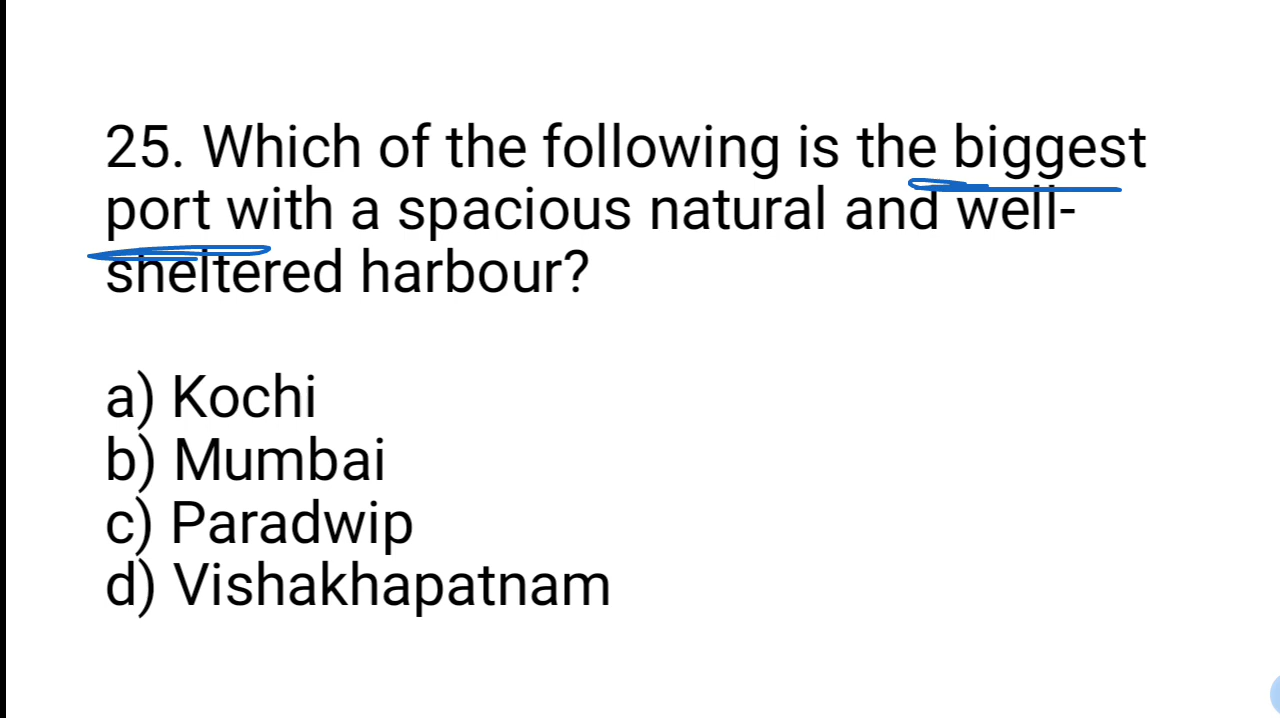 25. Which of the following is the biggest
port with a spacious natural and well-
sheltered harbour?
a) Kochi
b) Mumbai
c) Paradwip
d) Vishakhapatnam